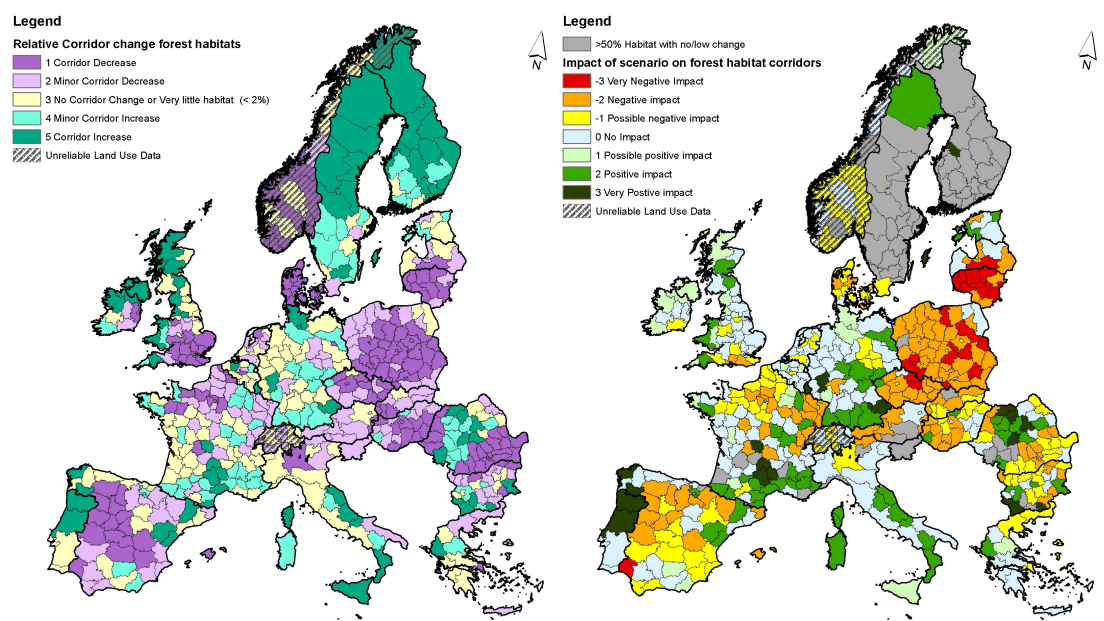 Legend
Relative Corridor change forest habitats
1 Corridor Decrease
2 Minor Corridor Decrease
3 No Corridor Change or Very little habitat (< 2%)
4 Minor Corridor Increase
5 Corridor Increase
Unreliable Land Use Data
N
Legend
>50% Habitat with no/low change
Impact of scenario on forest habitat corridors
-3 Very Negative Impact
-2 Negative impact
-1 Possible negative impact
0 No Impact
1 Possible positive impact
2 Positive impact
3 Very Postive impact
Unreliable Land Use Data
N